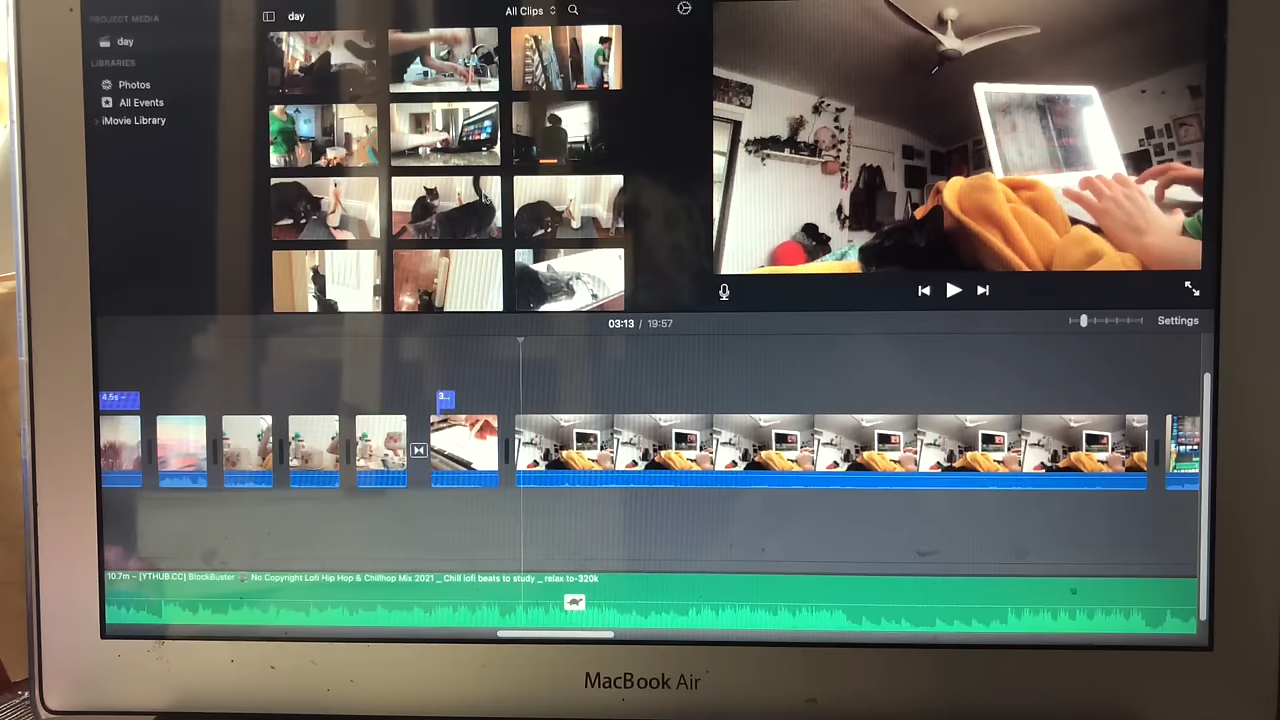 PROJECT MEDIA
day
LIBRARIES
Photos
All Events
iMovie Library
day
All Clips
03:13 / 19:57
Settings
4.5s –
3...
10.7m – [YTHUB.CC] BlockBuster No Copyright Lofi Hip Hop & Chillhop Mix 2021 _ Chill lofi beats to study _ relax to-320k
MacBook Air